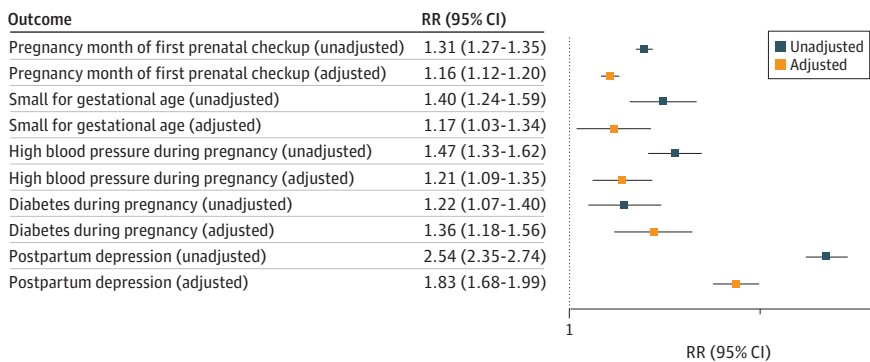 Outcome RR (95% CI)
Pregnancy month of first prenatal checkup (unadjusted) 1.31 (1.27-1.35)
Pregnancy month of first prenatal checkup (adjusted) 1.16 (1.12-1.20)
Small for gestational age (unadjusted) 1.40 (1.24-1.59)
Small for gestational age (adjusted) 1.17 (1.03-1.34)
High blood pressure during pregnancy (unadjusted) 1.47 (1.33-1.62)
High blood pressure during pregnancy (adjusted) 1.21 (1.09-1.35)
Diabetes during pregnancy (unadjusted) 1.22 (1.07-1.40)
Diabetes during pregnancy (adjusted) 1.36 (1.18-1.56)
Postpartum depression (unadjusted) 2.54 (2.35-2.74)
Postpartum depression (adjusted) 1.83 (1.68-1.99)
Unadjusted
Adjusted
1
RR (95% CI)